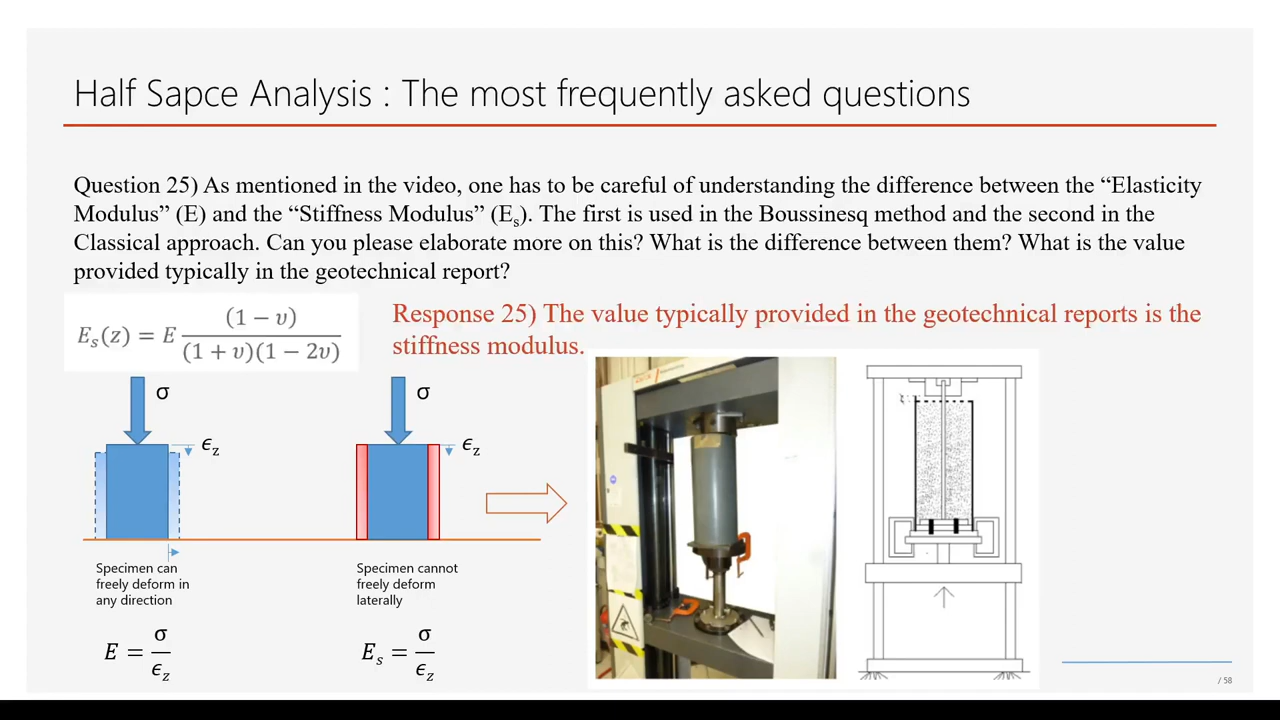 Half Sapce Analysis : The most frequently asked questions
Question 25) As mentioned in the video, one has to be careful of understanding the difference between the “Elasticity
Modulus” (E) and the “Stiffness Modulus” (Es). The first is used in the Boussinesq method and the second in the
Classical approach. Can you please elaborate more on this? What is the difference between them? What is the value
provided typically in the geotechnical report?
E_s(z) = E (1 − υ) / (1 + υ)(1 − 2υ)
Response 25) The value typically provided in the geotechnical reports is the
stiffness modulus.
σ
ϵz
σ
ϵz
Specimen can
freely deform in
any direction
Specimen cannot
freely deform
laterally
E = σ / ϵz
E_s = σ / ϵz
/ 58